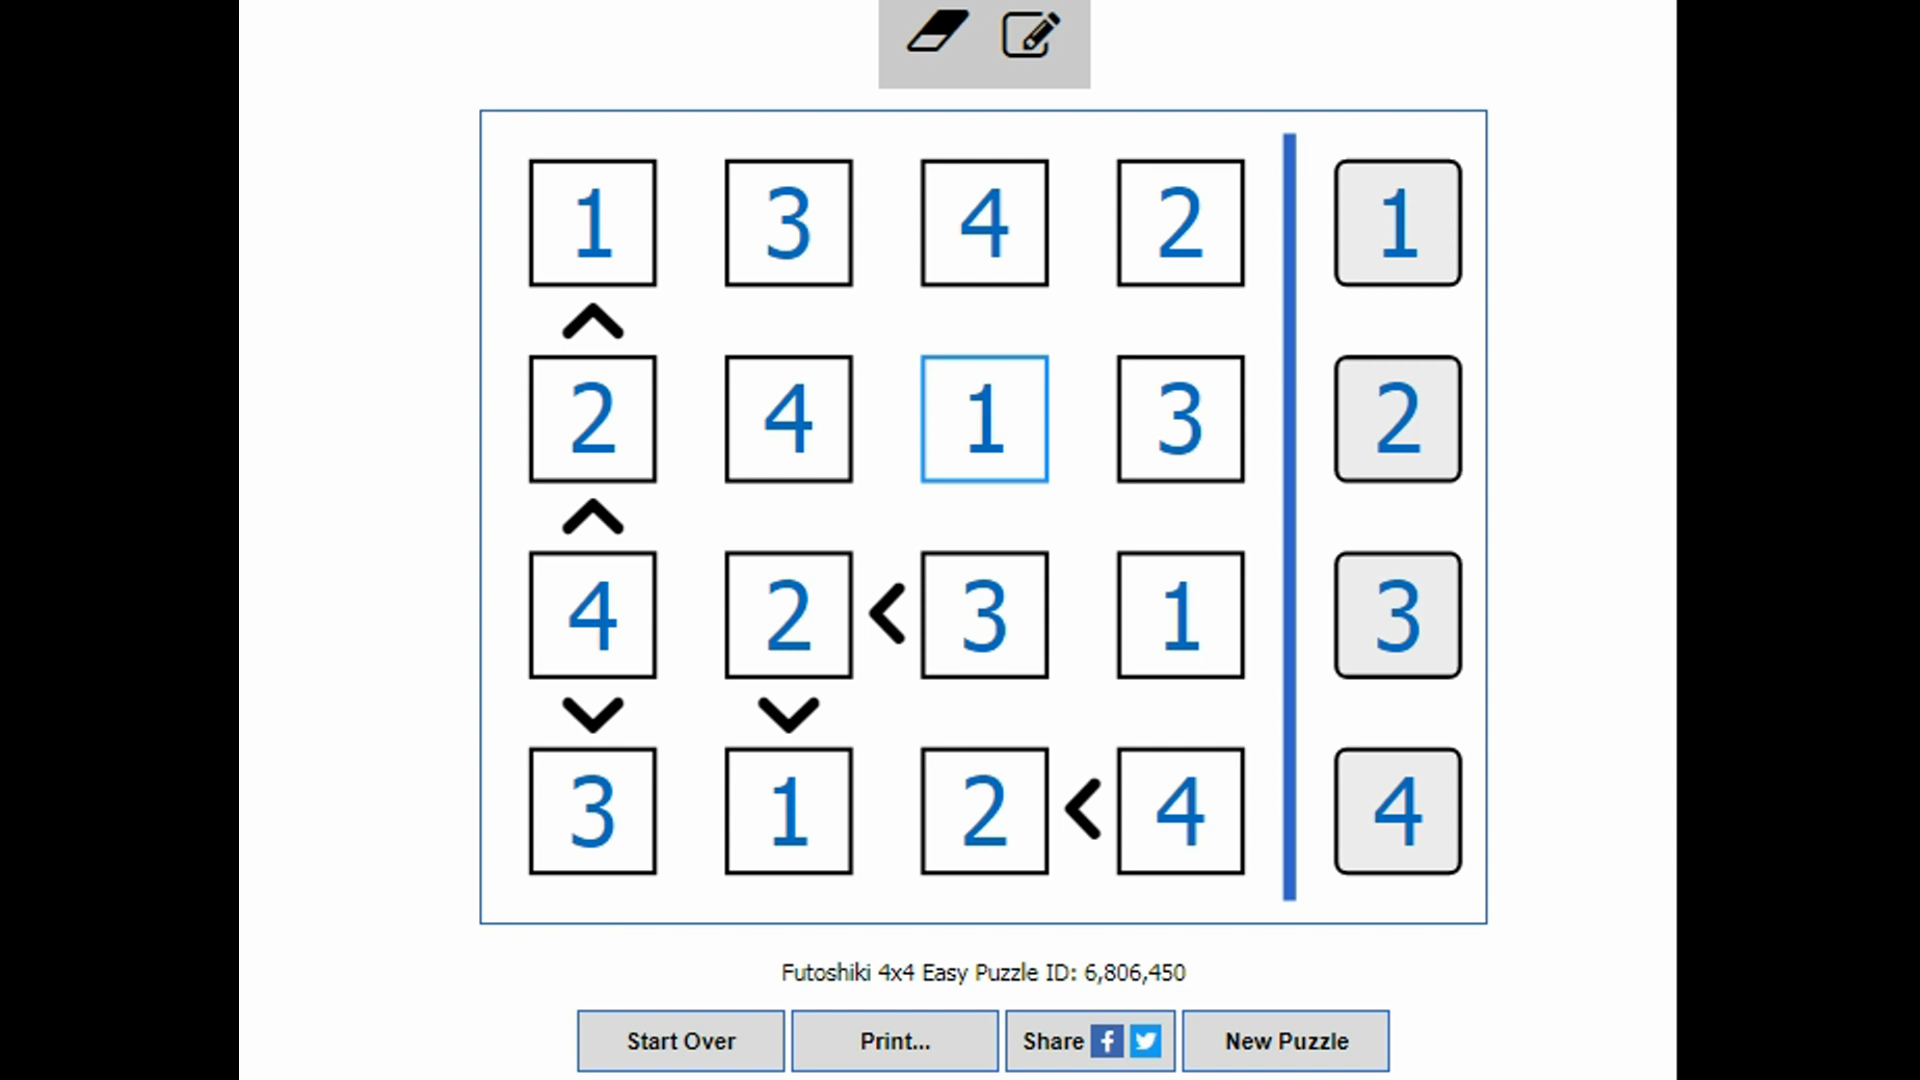 1 3 4 2 1
^
2 4 1 3 2
^
4 2 < 3 1 3
v v
3 1 2 < 4 4
Futoshiki 4x4 Easy Puzzle ID: 6,806,450
Start Over Print... Share New Puzzle